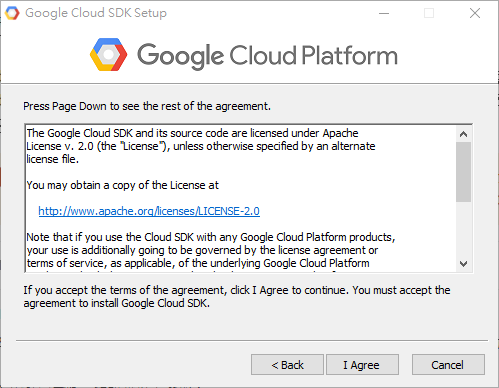 Google Cloud SDK Setup
Google Cloud Platform
Press Page Down to see the rest of the agreement.
The Google Cloud SDK and its source code are licensed under Apache
License v. 2.0 (the "License"), unless otherwise specified by an alternate
license file.
You may obtain a copy of the License at
http://www.apache.org/licenses/LICENSE-2.0
Note that if you use the Cloud SDK with any Google Cloud Platform products,
your use is additionally going to be governed by the license agreement or
terms of service, as applicable, of the underlying Google Cloud Platform
If you accept the terms of the agreement, click I Agree to continue. You must accept the
agreement to install Google Cloud SDK.
< Back
I Agree
Cancel